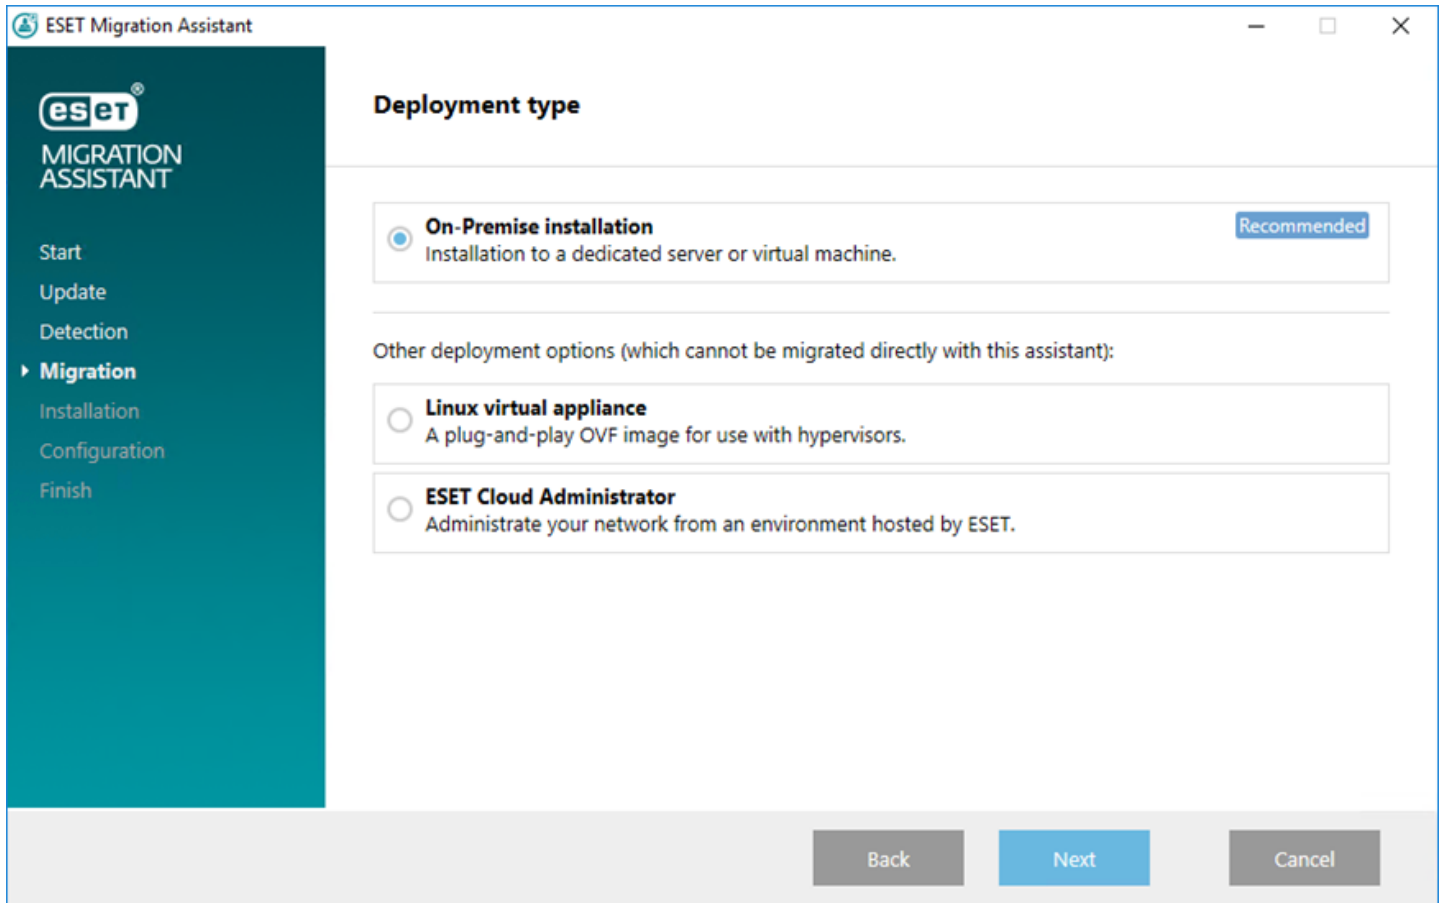 ESET Migration Assistant
eset®
MIGRATION
ASSISTANT
Start
Update
Detection
Migration
Installation
Configuration
Finish
Deployment type
On-Premise installation
Recommended
Installation to a dedicated server or virtual machine.
Other deployment options (which cannot be migrated directly with this assistant):
Linux virtual appliance
A plug-and-play OVF image for use with hypervisors.
ESET Cloud Administrator
Administrate your network from an environment hosted by ESET.
Back
Next
Cancel